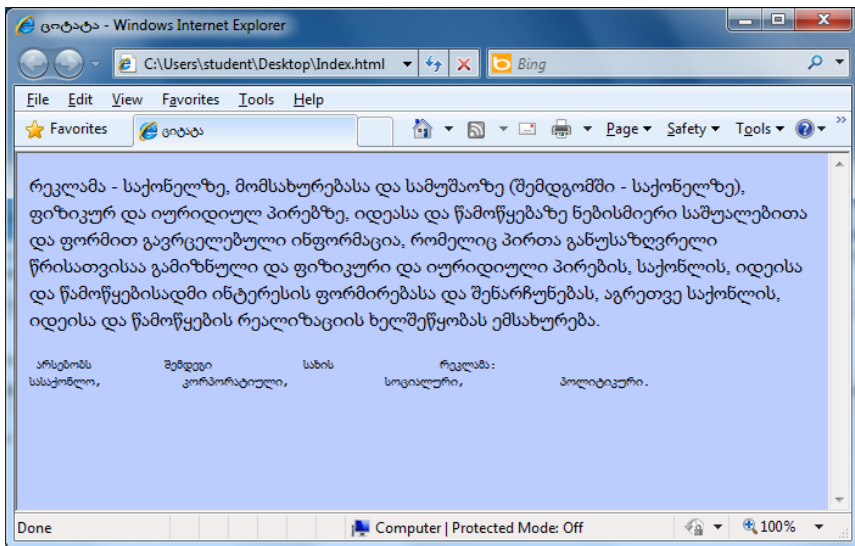 ციტატა - Windows Internet Explorer
C:\Users\student\Desktop\Index.html Bing
File Edit View Favorites Tools Help
Favorites ციტატა Page Safety Tools
რეკლამა - საქონელზე, მომსახურებასა და სამუშაოზე (შემდგომში - საქონელზე),
ფიზიკურ და იურიდიულ პირებზე, იდეასა და წამოწყებაზე ნებისმიერი საშუალებითა
და ფორმით გავრცელებული ინფორმაცია, რომელიც პირთა განუსაზღვრელი
წრისათვისაა გამიზნული და ფიზიკური და იურიდიული პირების, საქონლის, იდეისა
და წამოწყებისადმი ინტერესის ფორმირებასა და შენარჩუნებას, აგრეთვე საქონლის,
იდეისა და წამოწყების რეალიზაციის ხელშეწყობას ემსახურება.
არსებობს შემდეგი სახის რეკლამა:
სასაქონლო, კორპორატიული, სოციალური, პოლიტიკური.
Done Computer | Protected Mode: Off 100%